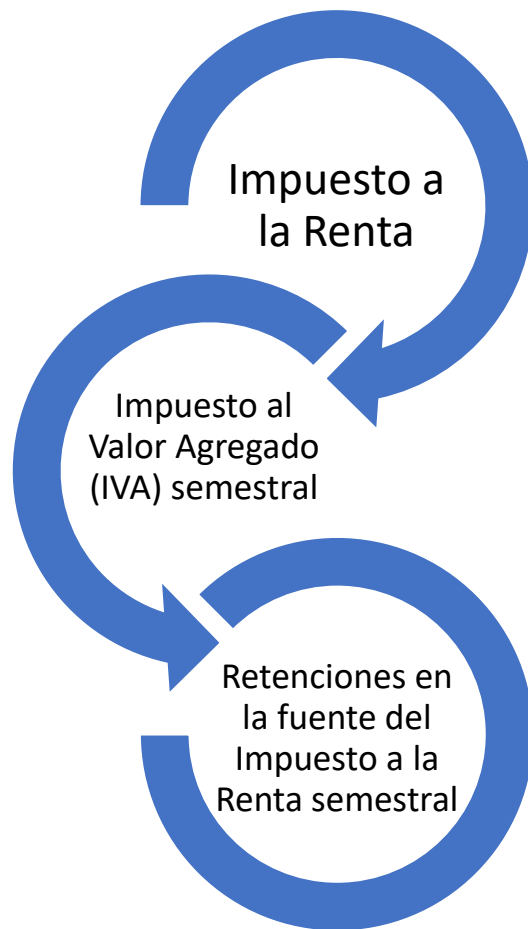 Impuesto a
la Renta
Impuesto al
Valor Agregado
(IVA) semestral
Retenciones en
la fuente del
Impuesto a la
Renta semestral